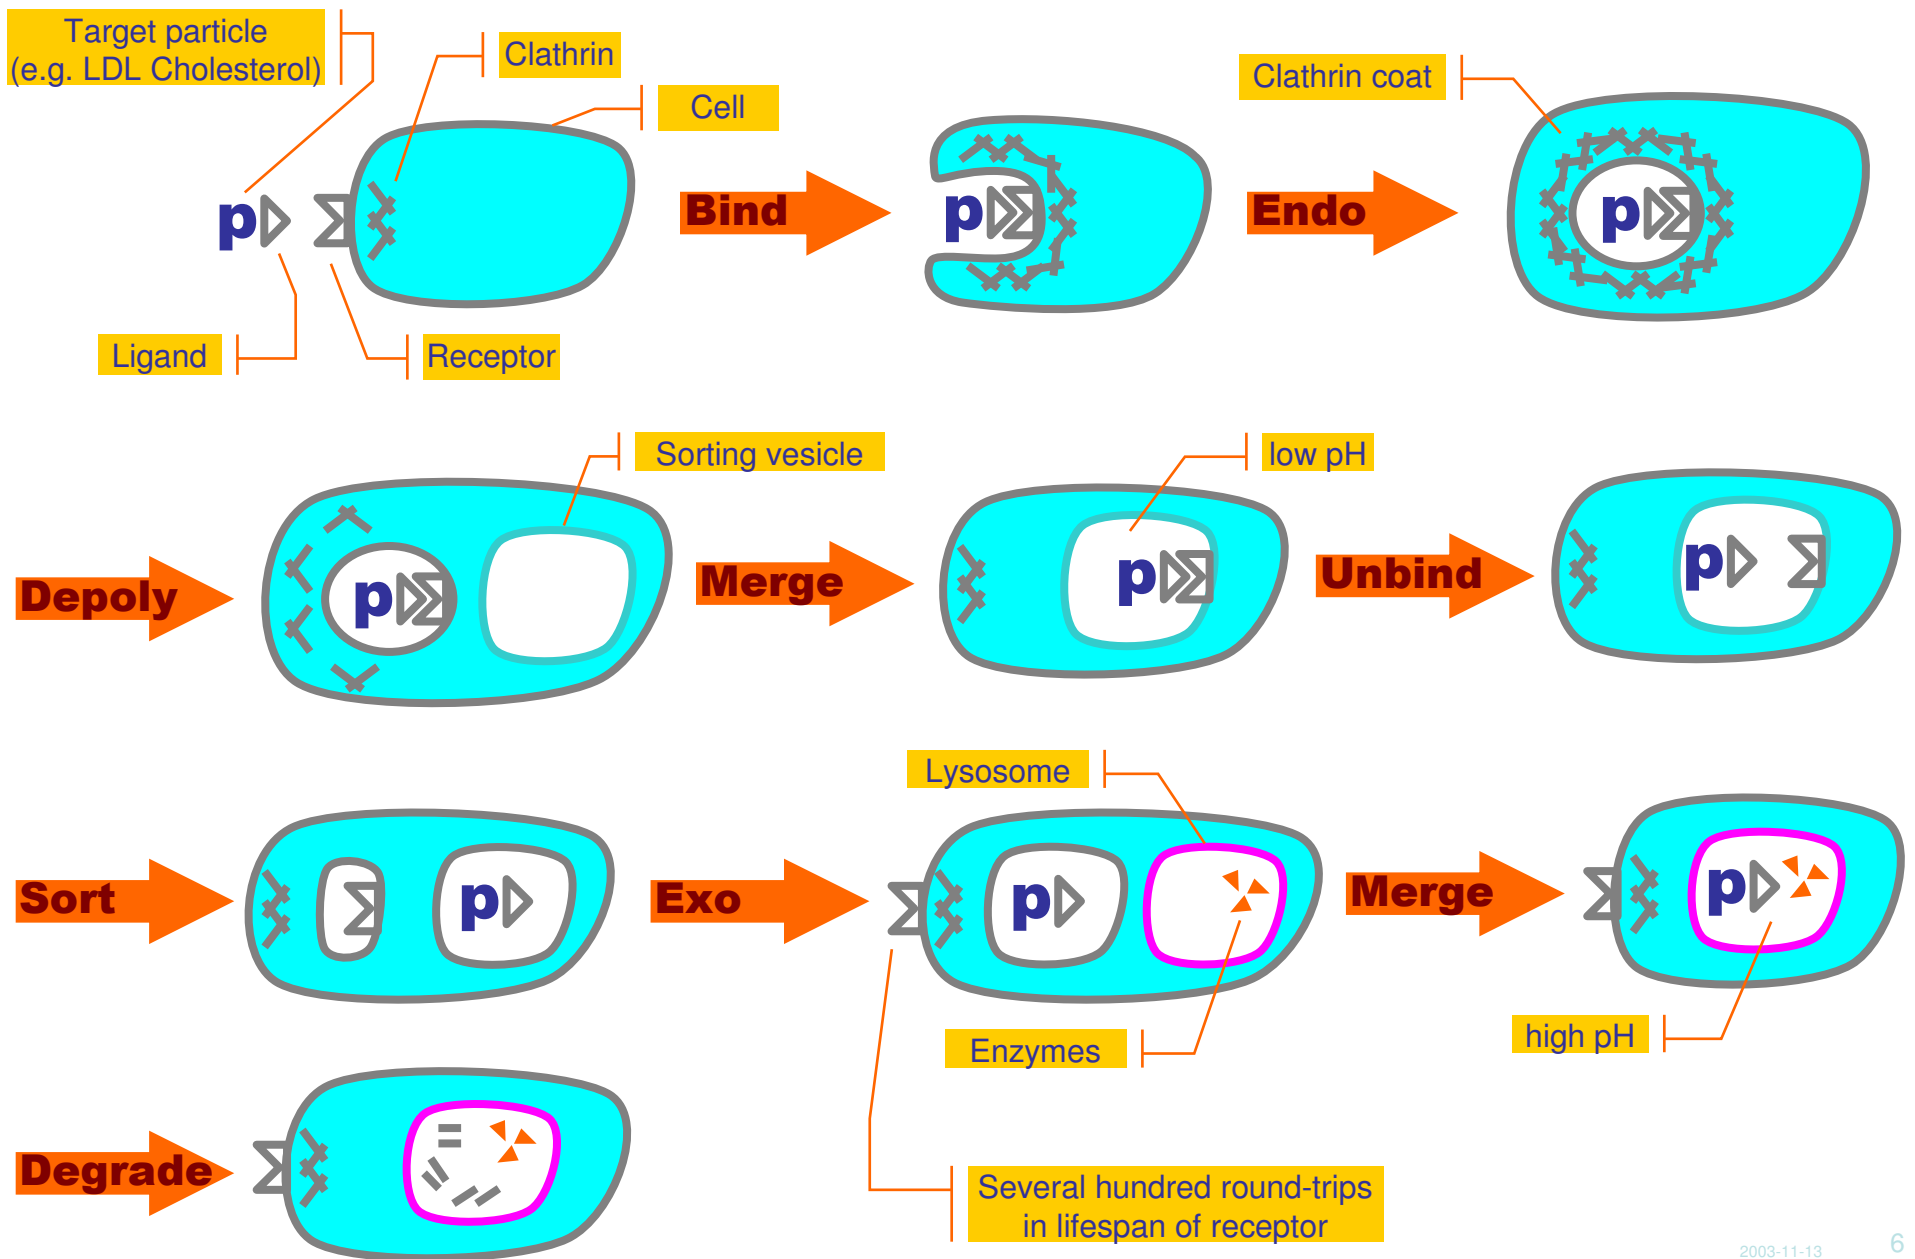 Target particle
(e.g. LDL Cholesterol)
Clathrin
Cell
Clathrin coat
p
Bind
p
Endo
p
Ligand
Receptor
Sorting vesicle
low pH
Depoly
p
Merge
p
Unbind
p
Lysosome
Sort
p
Exo
p
Merge
p
Enzymes
high pH
Degrade
Several hundred round-trips
in lifespan of receptor
2003-11-13
6